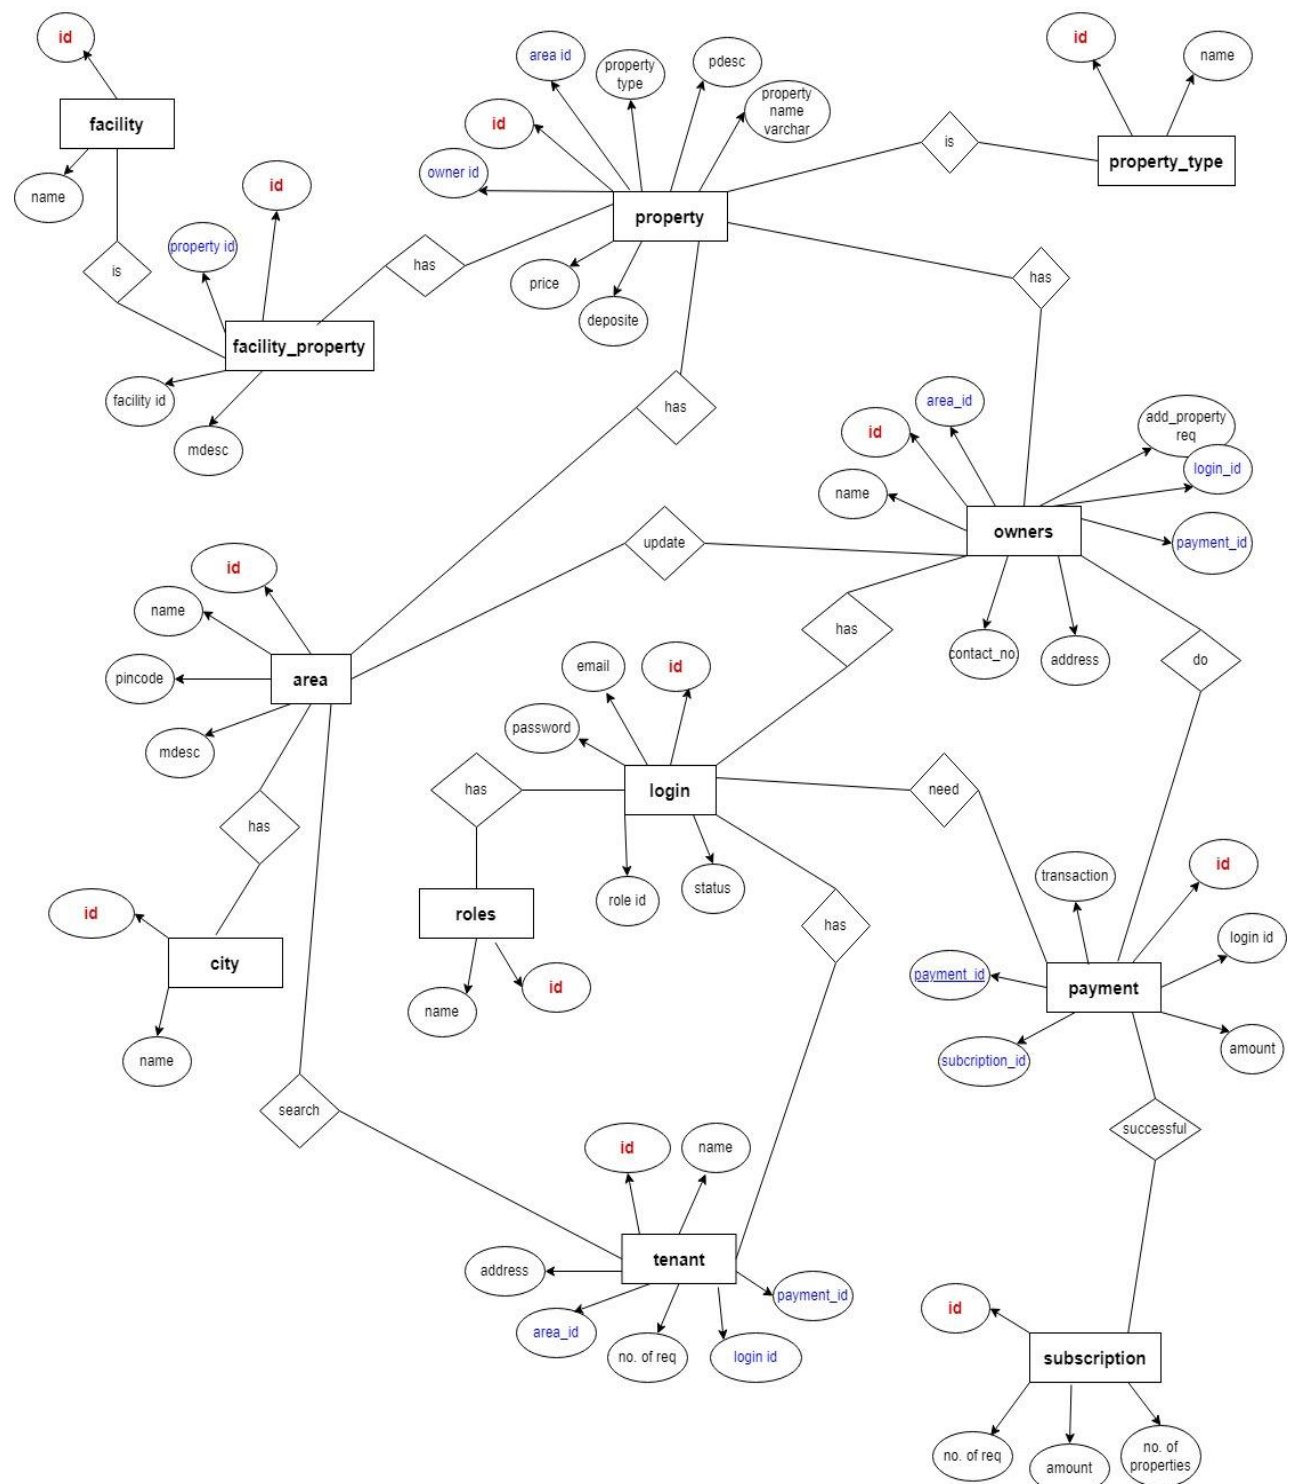 id
facility
name
is
property id
id
facility_property
facility id
mdesc
has
area id
property
type
pdesc
property
name
varchar
id
owner id
property
price
deposite
is
id
name
property_type
has
has
area_id
id
name
add_property
req
login_id
owners
payment_id
contact_no.
address
update
id
name
pincode
area
mdesc
has
id
city
name
search
has
email
id
password
login
role id
status
has
roles
name
id
need
do
has
transaction
id
login id
payment_id
payment
subcription_id
amount
successful
id
name
address
tenant
payment_id
area_id
no. of req
login id
id
subscription
no. of req
amount
no. of
properties